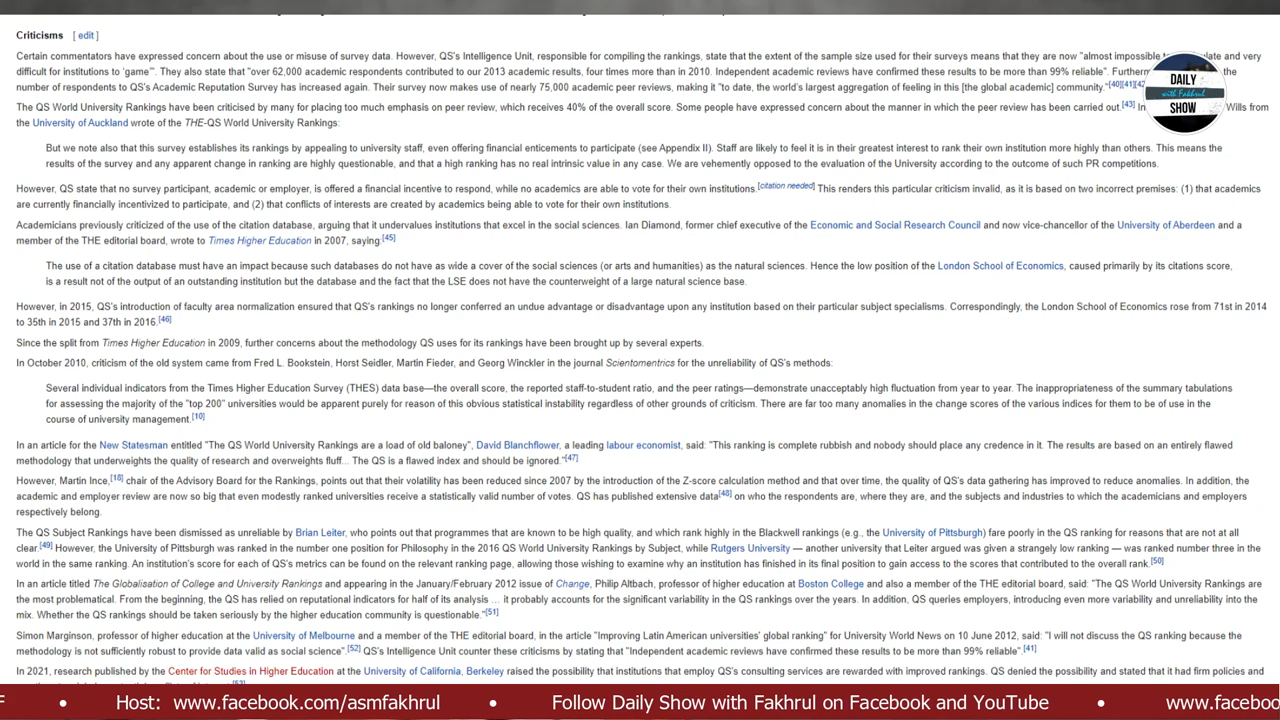 Criticisms [ edit ]
Certain commentators have expressed concern about the use or misuse of survey data. However, QS's Intelligence Unit, responsible for compiling the rankings, state that the extent of the sample size used for their surveys means that they are now "almost impossible and very
difficult for institutions to 'game'". They also state that "over 62,000 academic respondents contributed to our 2013 academic results, four times more than in 2010. Independent academic reviews have confirmed these results to be more than 99% reliable". the
number of respondents to QS's Academic Reputation Survey has increased again. Their survey now makes use of nearly 75,000 academic peer reviews, making it "to date, the world's largest aggregation of feeling in this [the global academic] community."[40][41]
The QS World University Rankings have been criticised by many for placing too much emphasis on peer review, which receives 40% of the overall score. Some people have expressed concern about the manner in which the peer review has been carried out.[43] Wills from
the University of Auckland wrote of the THE-QS World University Rankings:
But we note also that this survey establishes its rankings by appealing to university staff, even offering financial enticements to participate (see Appendix II). Staff are likely to feel it is in their greatest interest to rank their own institution more highly than others. This means the
results of the survey and any apparent change in ranking are highly questionable, and that a high ranking has no real intrinsic value in any case. We are vehemently opposed to the evaluation of the University according to the outcome of such PR competitions.
However, QS state that no survey participant, academic or employer, is offered a financial incentive to respond, while no academics are able to vote for their own institutions.[citation needed] This renders this particular criticism invalid, as it is based on two incorrect premises: (1) that academics
are currently financially incentivized to participate, and (2) that conflicts of interests are created by academics being able to vote for their own institutions.
Academicians previously criticized of the use of the citation database, arguing that it undervalues institutions that excel in the social sciences. Ian Diamond, former chief executive of the Economic and Social Research Council and now vice-chancellor of the University of Aberdeen and a
member of the THE editorial board, wrote to Times Higher Education in 2007, saying:[45]
The use of a citation database must have an impact because such databases do not have as wide a cover of the social sciences (or arts and humanities) as the natural sciences. Hence the low position of the London School of Economics, caused primarily by its citations score,
is a result not of the output of an outstanding institution but the database and the fact that the LSE does not have the counterweight of a large natural science base.
However, in 2015, QS's introduction of faculty area normalization ensured that QS's rankings no longer conferred an undue advantage or disadvantage upon any institution based on their particular subject specialisms. Correspondingly, the London School of Economics rose from 71st in 2014
to 35th in 2015 and 37th in 2016.[46]
Since the split from Times Higher Education in 2009, further concerns about the methodology QS uses for its rankings have been brought up by several experts.
In October 2010, criticism of the old system came from Fred L. Bookstein, Horst Seidler, Martin Fieder, and Georg Winckler in the journal Scientomentrics for the unreliability of QS's methods:
Several individual indicators from the Times Higher Education Survey (THES) data base—the overall score, the reported staff-to-student ratio, and the peer ratings—demonstrate unacceptably high fluctuation from year to year. The inappropriateness of the summary tabulations
for assessing the majority of the "top 200" universities would be apparent purely for reason of this obvious statistical instability regardless of other grounds of criticism. There are far too many anomalies in the change scores of the various indices for them to be of use in the
course of university management.[10]
In an article for the New Statesman entitled "The QS World University Rankings are a load of old baloney", David Blanchflower, a leading labour economist, said: "This ranking is complete rubbish and nobody should place any credence in it. The results are based on an entirely flawed
methodology that underweights the quality of research and overweights fluff... The QS is a flawed index and should be ignored."[47]
However, Martin Ince,[18] chair of the Advisory Board for the Rankings, points out that their volatility has been reduced since 2007 by the introduction of the Z-score calculation method and that over time, the quality of QS's data gathering has improved to reduce anomalies. In addition, the
academic and employer review are now so big that even modestly ranked universities receive a statistically valid number of votes. QS has published extensive data[48] on who the respondents are, where they are, and the subjects and industries to which the academicians and employers
respectively belong.
The QS Subject Rankings have been dismissed as unreliable by Brian Leiter, who points out that programmes that are known to be high quality, and which rank highly in the Blackwell rankings (e.g., the University of Pittsburgh) fare poorly in the QS ranking for reasons that are not at all
clear.[49] However, the University of Pittsburgh was ranked in the number one position for Philosophy in the 2016 QS World University Rankings by Subject, while Rutgers University — another university that Leiter argued was given a strangely low ranking — was ranked number three in the
world in the same ranking. An institution's score for each of QS's metrics can be found on the relevant ranking page, allowing those wishing to examine why an institution has finished in its final position to gain access to the scores that contributed to the overall rank.[50]
In an article titled The Globalisation of College and University Rankings and appearing in the January/February 2012 issue of Change, Philip Altbach, professor of higher education at Boston College and also a member of the THE editorial board, said: "The QS World University Rankings are
the most problematical. From the beginning, the QS has relied on reputational indicators for half of its analysis ... it probably accounts for the significant variability in the QS rankings over the years. In addition, QS queries employers, introducing even more variability and unreliability into the
mix. Whether the QS rankings should be taken seriously by the higher education community is questionable."[51]
Simon Marginson, professor of higher education at the University of Melbourne and a member of the THE editorial board, in the article "Improving Latin American universities' global ranking" for University World News on 10 June 2012, said: "I will not discuss the QS ranking because the
methodology is not sufficiently robust to provide data valid as social science".[52] QS's Intelligence Unit counter these criticisms by stating that "Independent academic reviews have confirmed these results to be more than 99% reliable".[41]
In 2021, research published by the Center for Studies in Higher Education at the University of California, Berkeley raised the possibility that institutions that employ QS's consulting services are rewarded with improved rankings. QS denied the possibility and stated that it had firm policies and
DAILY
with Fakhrul
SHOW
F • Host: www.facebook.com/asmfakhrul • Follow Daily Show with Fakhrul on Facebook and YouTube • www.faceboo